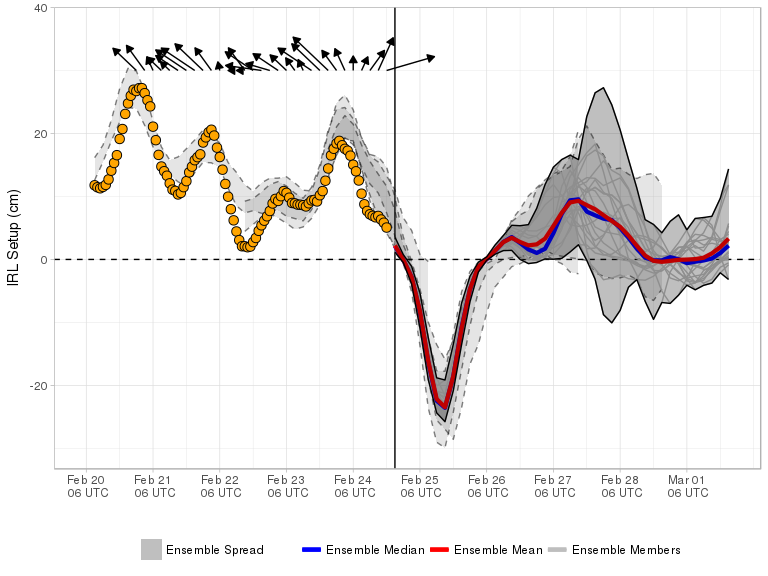 40
20
0
-20
IRL Setup (cm)
Feb 20 Feb 21 Feb 22 Feb 23 Feb 24 Feb 25 Feb 26 Feb 27 Feb 28 Mar 01
06 UTC 06 UTC 06 UTC 06 UTC 06 UTC 06 UTC 06 UTC 06 UTC 06 UTC 06 UTC
Ensemble Spread Ensemble Median Ensemble Mean Ensemble Members